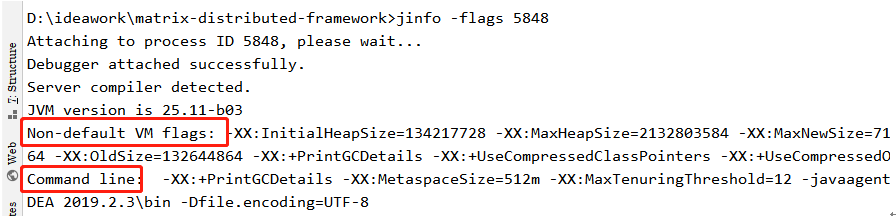 D:\ideawork\matrix-distributed-framework>jinfo -flags 5848
Attaching to process ID 5848, please wait...
Debugger attached successfully.
Server compiler detected.
JVM version is 25.11-b03
Non-default VM flags: -XX:InitialHeapSize=134217728 -XX:MaxHeapSize=2132803584 -XX:MaxNewSize=71
64 -XX:OldSize=132644864 -XX:+PrintGCDetails -XX:+UseCompressedClassPointers -XX:+UseCompressedO
Command line:  -XX:+PrintGCDetails -XX:MetaspaceSize=512m -XX:MaxTenuringThreshold=12 -javaagent
DEA 2019.2.3\bin -Dfile.encoding=UTF-8
7: Structure
Web
tes